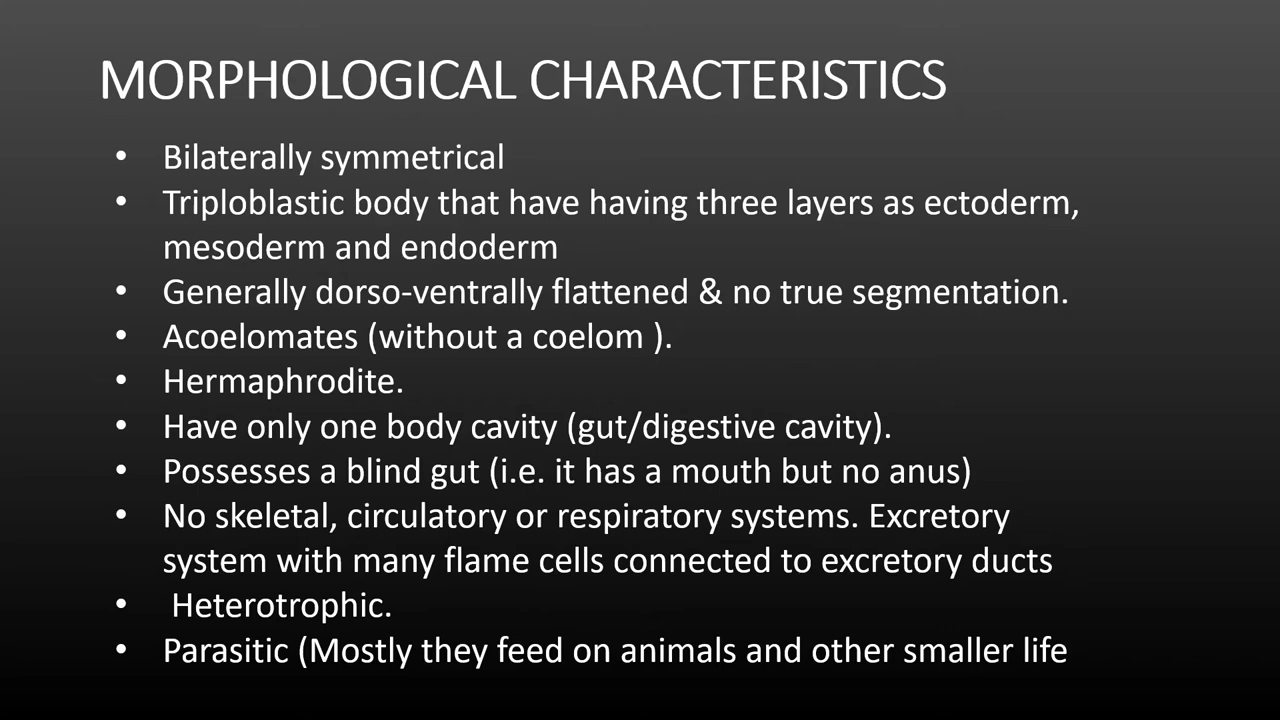 MORPHOLOGICAL CHARACTERISTICS
• Bilaterally symmetrical
• Triploblastic body that have having three layers as ectoderm,
mesoderm and endoderm
• Generally dorso-ventrally flattened & no true segmentation.
• Acoelomates (without a coelom ).
• Hermaphrodite.
• Have only one body cavity (gut/digestive cavity).
• Possesses a blind gut (i.e. it has a mouth but no anus)
• No skeletal, circulatory or respiratory systems. Excretory
system with many flame cells connected to excretory ducts
• Heterotrophic.
• Parasitic (Mostly they feed on animals and other smaller life